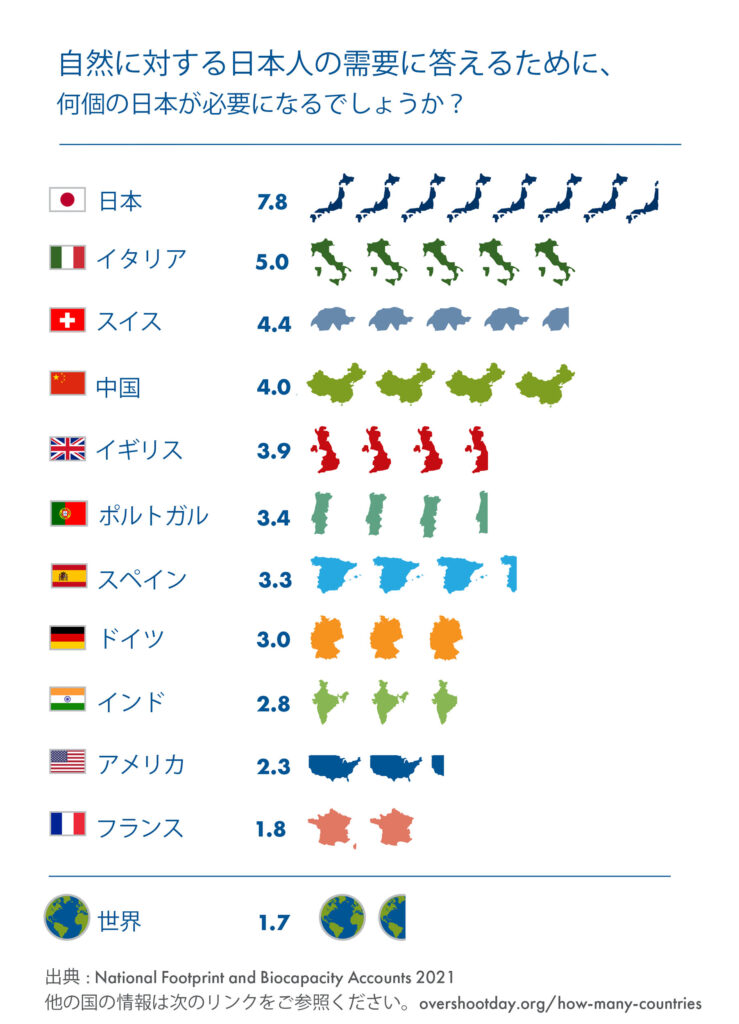 自然に対する日本人の需要に答えるために、
何個の日本が必要になるでしょうか？
日本 7.8
イタリア 5.0
スイス 4.4
中国 4.0
イギリス 3.9
ポルトガル 3.4
スペイン 3.3
ドイツ 3.0
インド 2.8
アメリカ 2.3
フランス 1.8
世界 1.7
出典 : National Footprint and Biocapacity Accounts 2021
他の国の情報は次のリンクをご参照ください。overshootday.org/how-many-countries